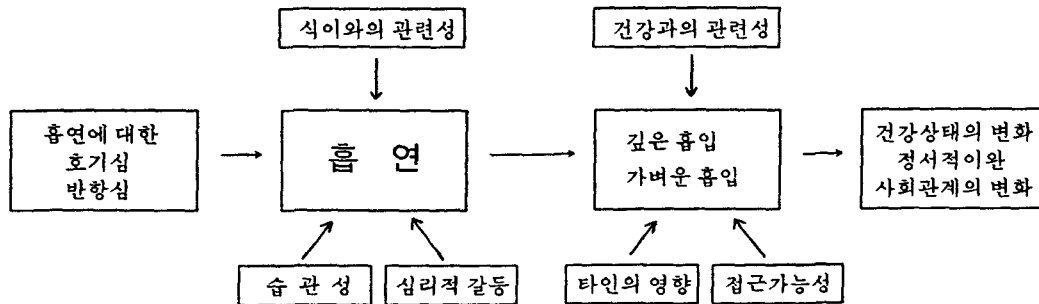 식이와의 관련성
건강과의 관련성
흡연에 대한
호기심
반항심
흡 연
깊은 흡입
가벼운 흡입
건강상태의 변화
정서적이완
사회관계의 변화
습 관 성
심리적 갈등
타인의 영향
접근가능성